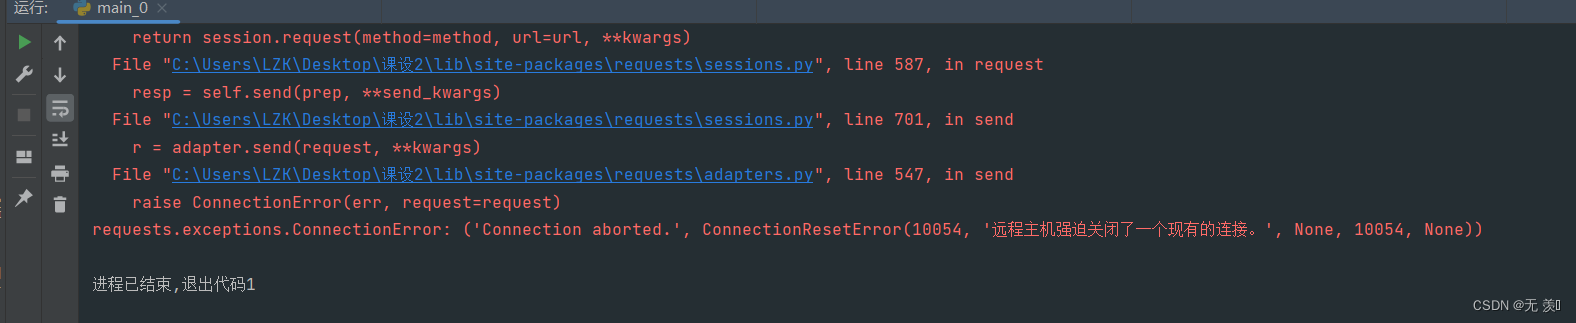 运行: main_0
return session.request(method=method, url=url, **kwargs)
File "C:\Users\LZK\Desktop\课设2\lib\site-packages\requests\sessions.py", line 587, in request
resp = self.send(prep, **send_kwargs)
File "C:\Users\LZK\Desktop\课设2\lib\site-packages\requests\sessions.py", line 701, in send
r = adapter.send(request, **kwargs)
File "C:\Users\LZK\Desktop\课设2\lib\site-packages\requests\adapters.py", line 547, in send
raise ConnectionError(err, request=request)
requests.exceptions.ConnectionError: ('Connection aborted.', ConnectionResetError(10054, '远程主机强迫关闭了一个现有的连接。', None, 10054, None))
进程已结束,退出代码1
CSDN @无 羡